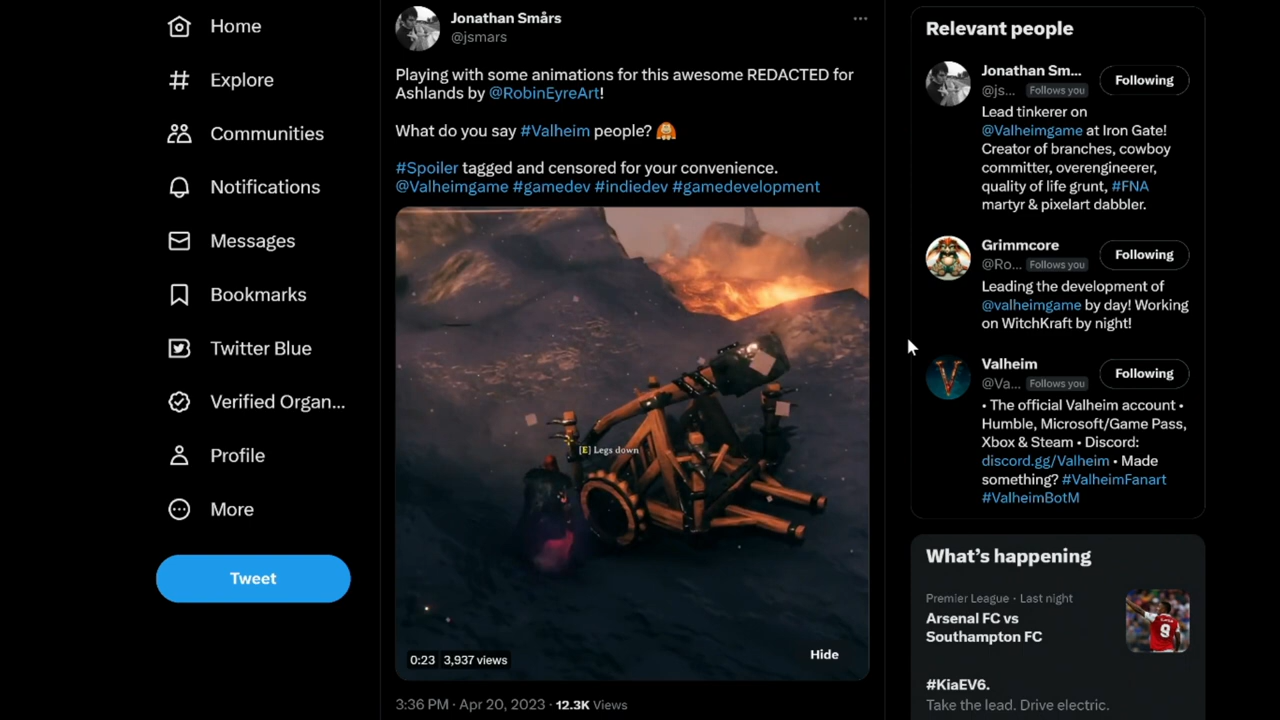 Home
Explore
Communities
Notifications
Messages
Bookmarks
Twitter Blue
Verified Organ...
Profile
More
Tweet
Jonathan Smårs
@jsmars
Playing with some animations for this awesome REDACTED for
Ashlands by @RobinEyreArt!
What do you say #Valheim people? 🙈
#Spoiler tagged and censored for your convenience.
@Valheimgame #gamedev #indiedev #gamedevelopment
[E] Legs down
0:23 3,937 views
Hide
3:36 PM · Apr 20, 2023 · 12.3K Views
Relevant people
Jonathan Sm...
@js... Follows you
Following
Lead tinkerer on
@Valheimgame at Iron Gate!
Creator of branches, cowboy
committer, overengineerer,
quality of life grunt, #FNA
martyr & pixelart dabbler.
Grimmcore
@Ro... Follows you
Following
Leading the development of
@valheimgame by day! Working
on WitchKraft by night!
Valheim
@Va... Follows you
Following
• The official Valheim account •
Humble, Microsoft/Game Pass,
Xbox & Steam • Discord:
discord.gg/Valheim • Made
something? #ValheimFanart
#ValheimBotM
What's happening
Premier League · Last night
Arsenal FC vs
Southampton FC
#KiaEV6.
Take the lead. Drive electric.